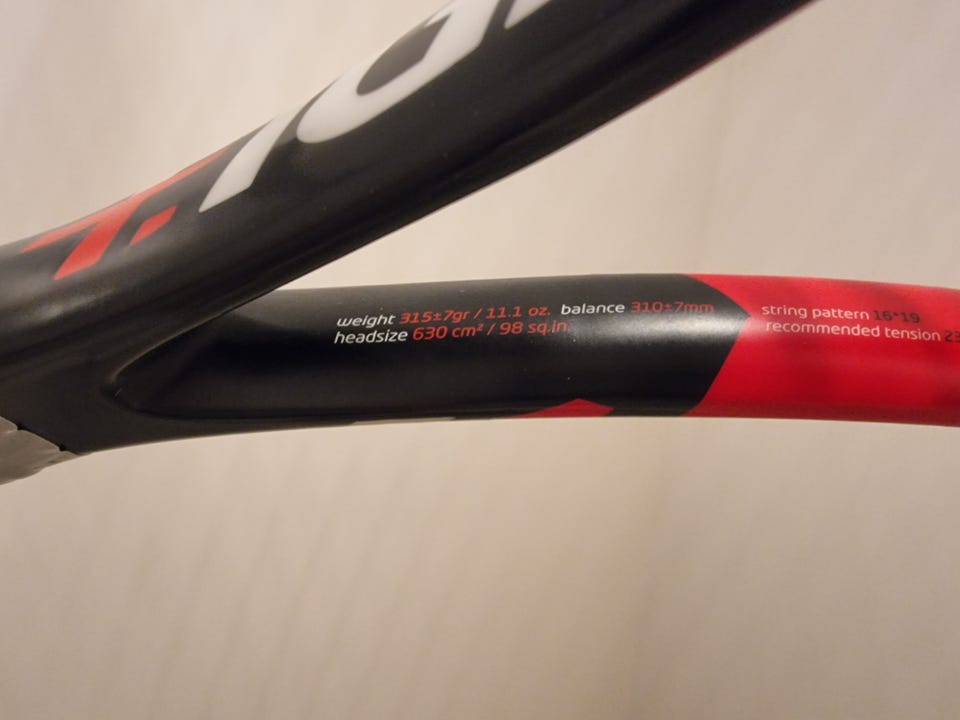 weight 315±7gr / 11.1 oz. balance 310±7mm
headsize 630 cm² / 98 sq.in.
string pattern 16*19
recommended tension 23